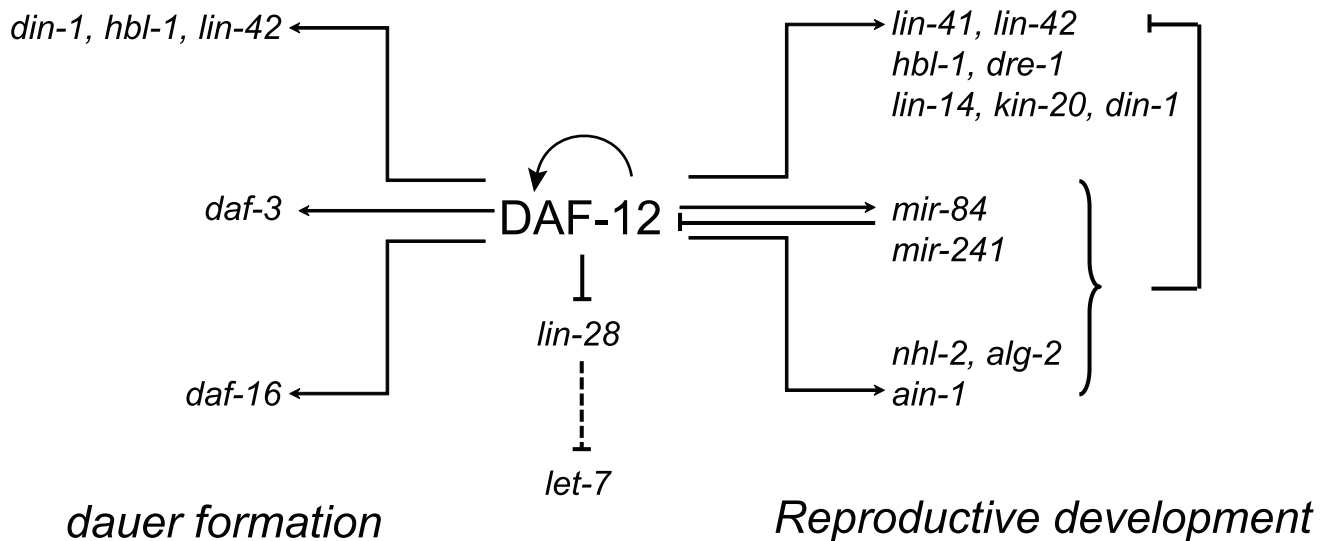 din-1, hbl-1, lin-42
lin-41, lin-42
hbl-1, dre-1
lin-14, kin-20, din-1
daf-3
DAF-12
mir-84
mir-241
lin-28
nhl-2, alg-2
daf-16
ain-1
let-7
dauer formation
Reproductive development